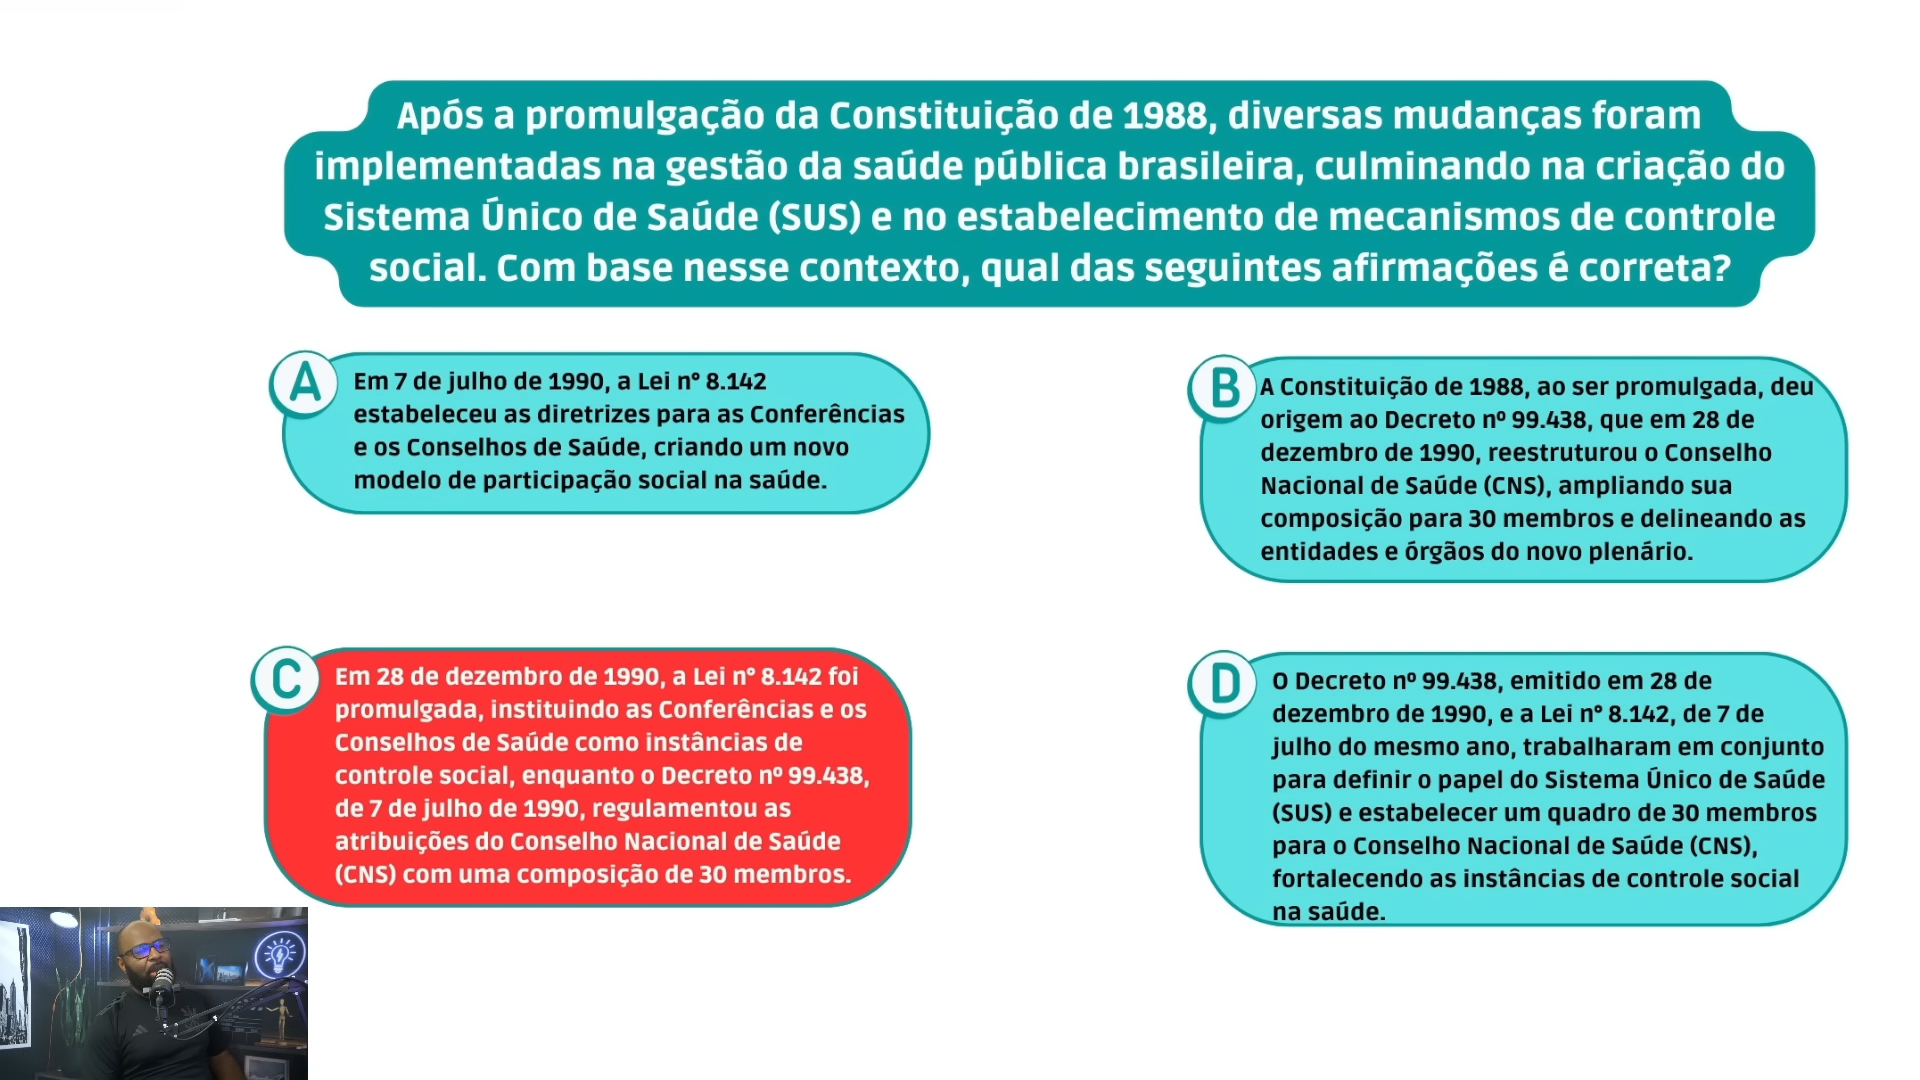 Após a promulgação da Constituição de 1988, diversas mudanças foram
implementadas na gestão da saúde pública brasileira, culminando na criação do
Sistema Único de Saúde (SUS) e no estabelecimento de mecanismos de controle
social. Com base nesse contexto, qual das seguintes afirmações é correta?
A
Em 7 de julho de 1990, a Lei n° 8.142
estabeleceu as diretrizes para as Conferências
e os Conselhos de Saúde, criando um novo
modelo de participação social na saúde.
B
A Constituição de 1988, ao ser promulgada, deu
origem ao Decreto nº 99.438, que em 28 de
dezembro de 1990, reestruturou o Conselho
Nacional de Saúde (CNS), ampliando sua
composição para 30 membros e delineando as
entidades e órgãos do novo plenário.
C
Em 28 de dezembro de 1990, a Lei n° 8.142 foi
promulgada, instituindo as Conferências e os
Conselhos de Saúde como instâncias de
controle social, enquanto o Decreto nº 99.438,
de 7 de julho de 1990, regulamentou as
atribuições do Conselho Nacional de Saúde
(CNS) com uma composição de 30 membros.
D
O Decreto nº 99.438, emitido em 28 de
dezembro de 1990, e a Lei n° 8.142, de 7 de
julho do mesmo ano, trabalharam em conjunto
para definir o papel do Sistema Único de Saúde
(SUS) e estabelecer um quadro de 30 membros
para o Conselho Nacional de Saúde (CNS),
fortalecendo as instâncias de controle social
na saúde.